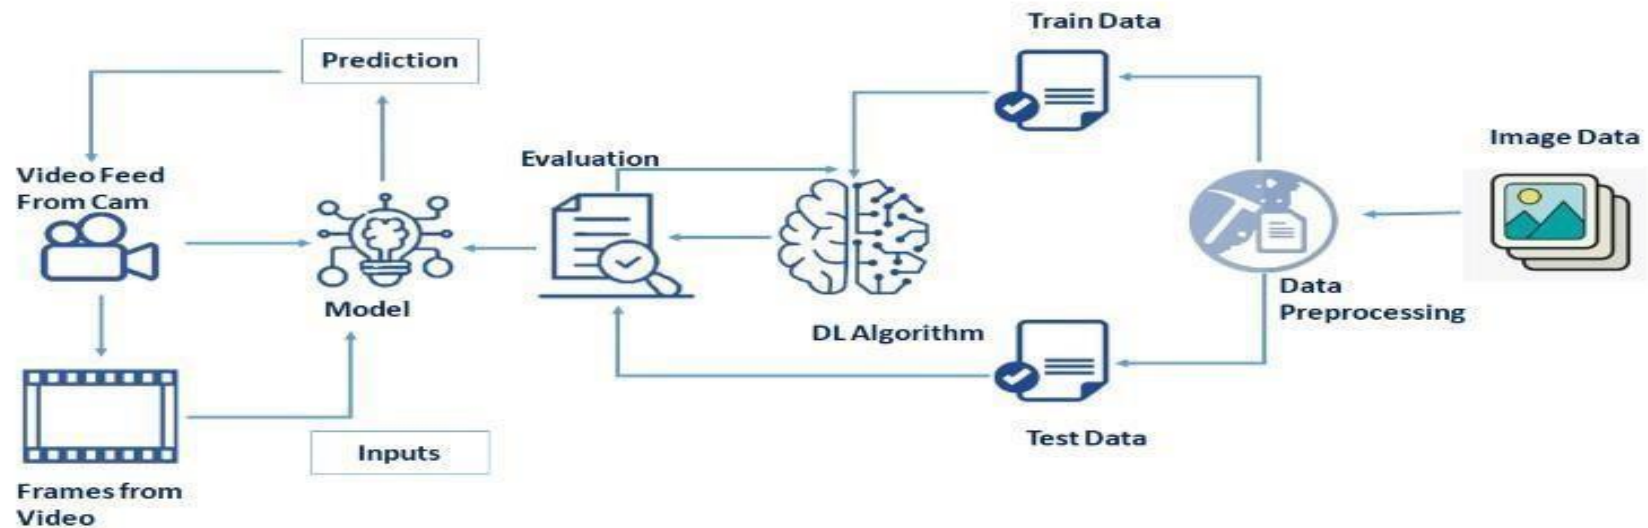 Train Data
Prediction
Image Data
Evaluation
Video Feed
From Cam
Data
Preprocessing
Model
DL Algorithm
Test Data
Inputs
Frames from
Video